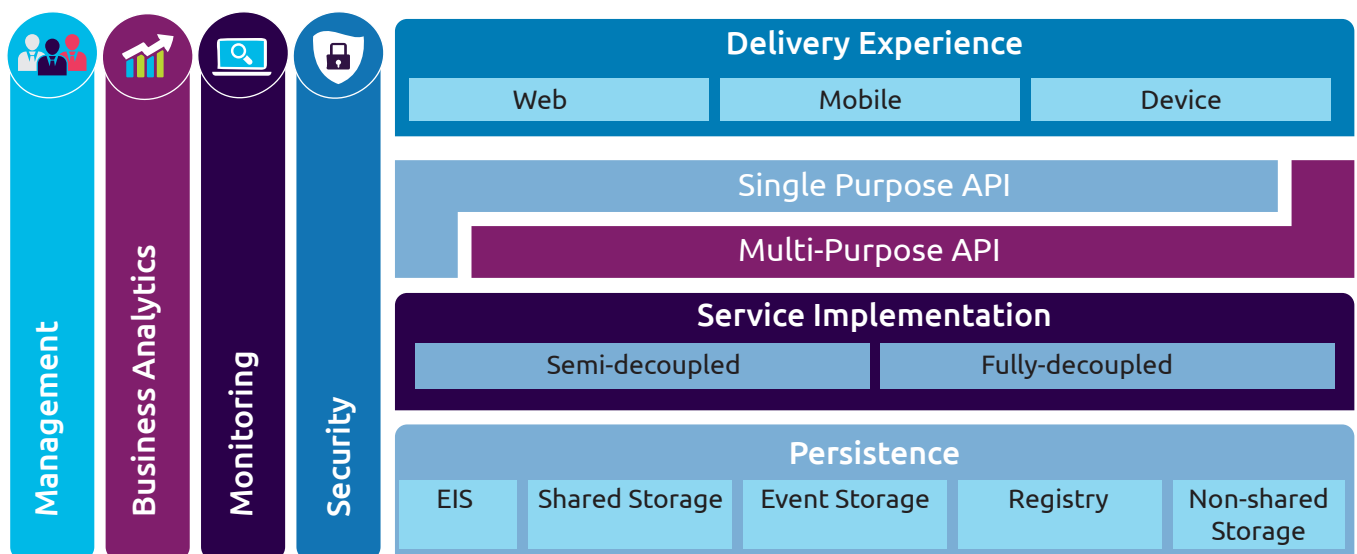 Management
Business Analytics
Monitoring
Security
Delivery Experience
Web
Mobile
Device
Single Purpose API
Multi-Purpose API
Service Implementation
Semi-decoupled
Fully-decoupled
Persistence
EIS
Shared Storage
Event Storage
Registry
Non-shared
Storage